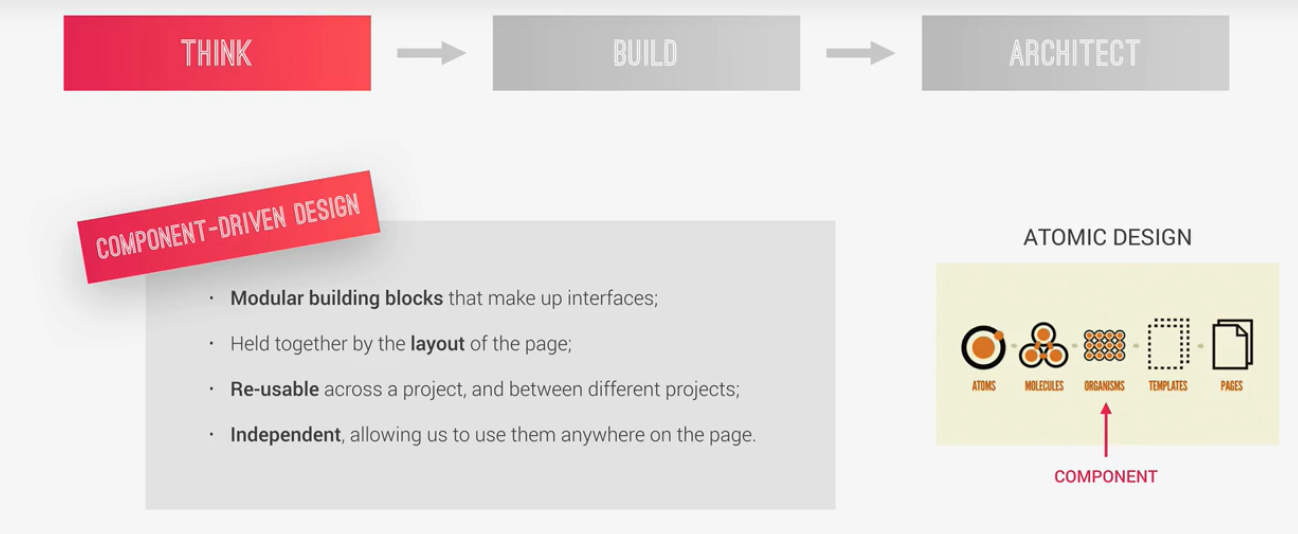 THINK
BUILD
ARCHITECT
COMPONENT-DRIVEN DESIGN
· Modular building blocks that make up interfaces;
· Held together by the layout of the page;
· Re-usable across a project, and between different projects;
· Independent, allowing us to use them anywhere on the page.
ATOMIC DESIGN
ATOMS
MOLECULES
ORGANISMS
TEMPLATES
PAGES
COMPONENT